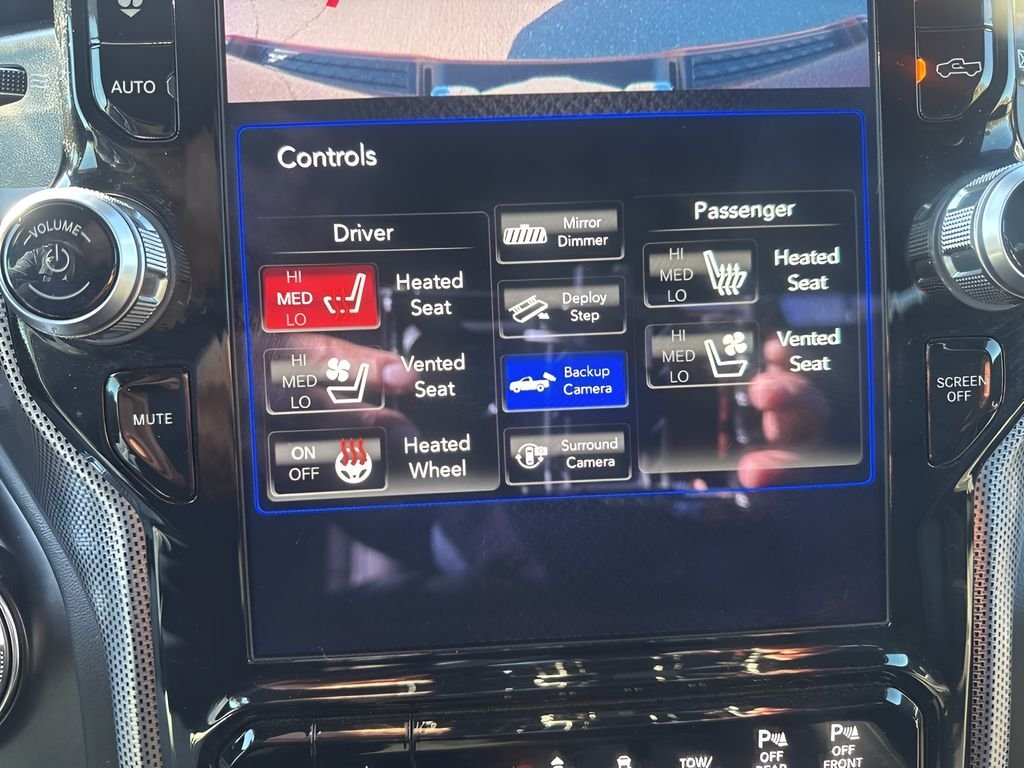 AUTO
Controls
VOLUME
Driver
HI
MED
LO
Heated
Seat
HI
MED
LO
Vented
Seat
ON
OFF
Heated
Wheel
Mirror
Dimmer
Deploy
Step
Backup
Camera
Surround
Camera
Passenger
HI
MED
LO
Heated
Seat
HI
MED
LO
Vented
Seat
MUTE
SCREEN
OFF
TOW/
P
OFF
REAR
P
OFF
FRONT